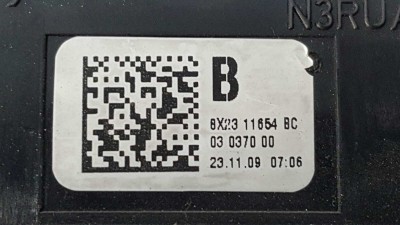 N3RUA
B
8X23 11654 BC
03 0370 00
23.11.09 07:06